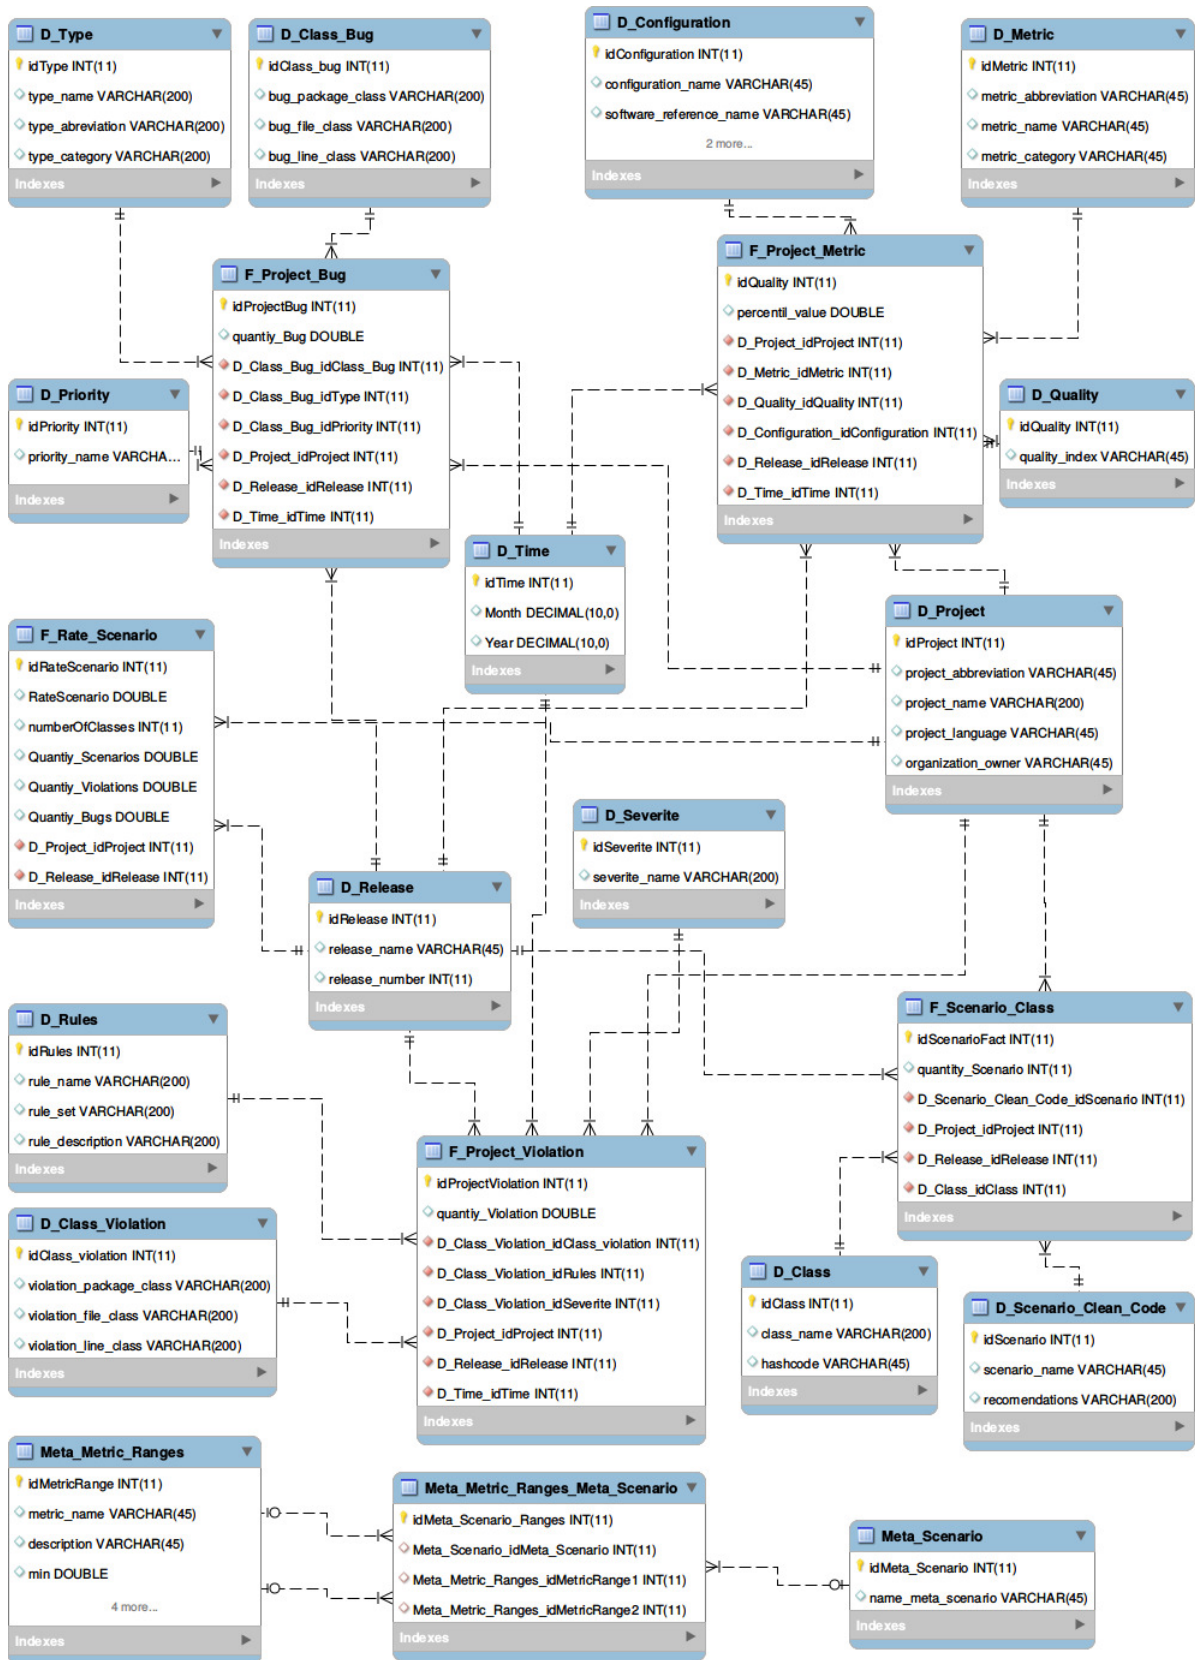 D_Type
idType INT(11)
type_name VARCHAR(200)
type_abreviation VARCHAR(200)
type_category VARCHAR(200)
Indexes
D_Class_Bug
idClass_bug INT(11)
bug_package_class VARCHAR(200)
bug_file_class VARCHAR(200)
bug_line_class VARCHAR(200)
Indexes
D_Configuration
idConfiguration INT(11)
configuration_name VARCHAR(45)
software_reference_name VARCHAR(45)
2 more...
Indexes
D_Metric
idMetric INT(11)
metric_abbreviation VARCHAR(45)
metric_name VARCHAR(45)
metric_category VARCHAR(45)
Indexes
F_Project_Bug
idProjectBug INT(11)
quantiy_Bug DOUBLE
D_Class_Bug_idClass_Bug INT(11)
D_Class_Bug_idType INT(11)
D_Class_Bug_idPriority INT(11)
D_Project_idProject INT(11)
D_Release_idRelease INT(11)
D_Time_idTime INT(11)
Indexes
F_Project_Metric
idQuality INT(11)
percentil_value DOUBLE
D_Project_idProject INT(11)
D_Metric_idMetric INT(11)
D_Quality_idQuality INT(11)
D_Configuration_idConfiguration INT(11)
D_Release_idRelease INT(11)
D_Time_idTime INT(11)
Indexes
D_Priority
idPriority INT(11)
priority_name VARCHA...
Indexes
D_Quality
idQuality INT(11)
quality_index VARCHAR(45)
Indexes
D_Time
idTime INT(11)
Month DECIMAL(10,0)
Year DECIMAL(10,0)
Indexes
D_Project
idProject INT(11)
project_abbreviation VARCHAR(45)
project_name VARCHAR(200)
project_language VARCHAR(45)
organization_owner VARCHAR(45)
Indexes
F_Rate_Scenario
idRateScenario INT(11)
RateScenario DOUBLE
numberOfClasses INT(11)
Quantiy_Scenarios DOUBLE
Quantiy_Violations DOUBLE
Quantiy_Bugs DOUBLE
D_Project_idProject INT(11)
D_Release_idRelease INT(11)
Indexes
D_Severite
idSeverite INT(11)
severite_name VARCHAR(200)
Indexes
D_Release
idRelease INT(11)
release_name VARCHAR(45)
release_number INT(11)
Indexes
F_Scenario_Class
idScenarioFact INT(11)
quantity_Scenario INT(11)
D_Scenario_Clean_Code_idScenario INT(11)
D_Project_idProject INT(11)
D_Release_idRelease INT(11)
D_Class_idClass INT(11)
Indexes
D_Rules
idRules INT(11)
rule_name VARCHAR(200)
rule_set VARCHAR(200)
rule_description VARCHAR(200)
Indexes
F_Project_Violation
idProjectViolation INT(11)
quantiy_Violation DOUBLE
D_Class_Violation_idClass_violation INT(11)
D_Class_Violation_idRules INT(11)
D_Class_Violation_idSeverite INT(11)
D_Project_idProject INT(11)
D_Release_idRelease INT(11)
D_Time_idTime INT(11)
Indexes
D_Class_Violation
idClass_violation INT(11)
violation_package_class VARCHAR(200)
violation_file_class VARCHAR(200)
violation_line_class VARCHAR(200)
Indexes
D_Class
idClass INT(11)
class_name VARCHAR(200)
hashcode VARCHAR(45)
Indexes
D_Scenario_Clean_Code
idScenario INT(11)
scenario_name VARCHAR(45)
recomendations VARCHAR(200)
Indexes
Meta_Metric_Ranges
idMetricRange INT(11)
metric_name VARCHAR(45)
description VARCHAR(45)
min DOUBLE
4 more...
Indexes
Meta_Metric_Ranges_Meta_Scenario
idMeta_Scenario_Ranges INT(11)
Meta_Scenario_idMeta_Scenario INT(11)
Meta_Metric_Ranges_idMetricRange1 INT(11)
Meta_Metric_Ranges_idMetricRange2 INT(11)
Indexes
Meta_Scenario
idMeta_Scenario INT(11)
name_meta_scenario VARCHAR(45)
Indexes